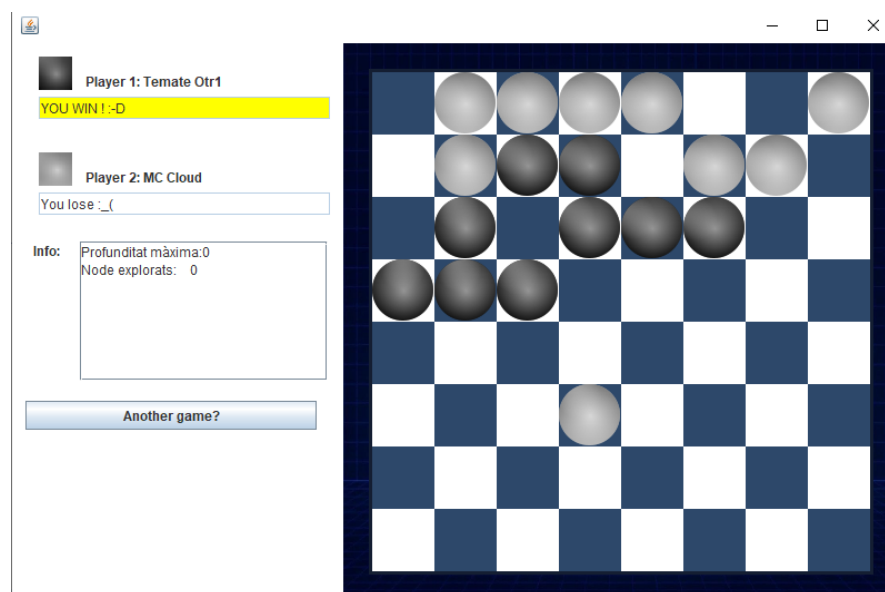 Player 1: Temate Otr1
YOU WIN ! :-D
Player 2: MC Cloud
You lose :_(
Info:
Profunditat màxima:0
Node explorats: 0
Another game?